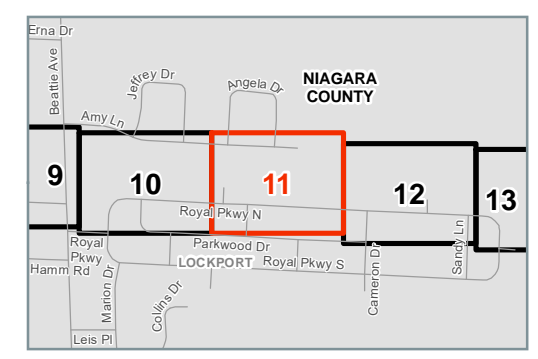 Erna Dr
Beattie Ave
Jeffrey Dr
Angela Dr
NIAGARA
COUNTY
Amy Ln
9
10
11
12
13
Royal Pkwy N
Royal
Pkwy
Parkwood Dr
Hamm Rd
LOCKPORT
Royal Pkwy S
Marion Dr
Collins Dr
Cameron Dr
Sandy Ln
Leis Pl